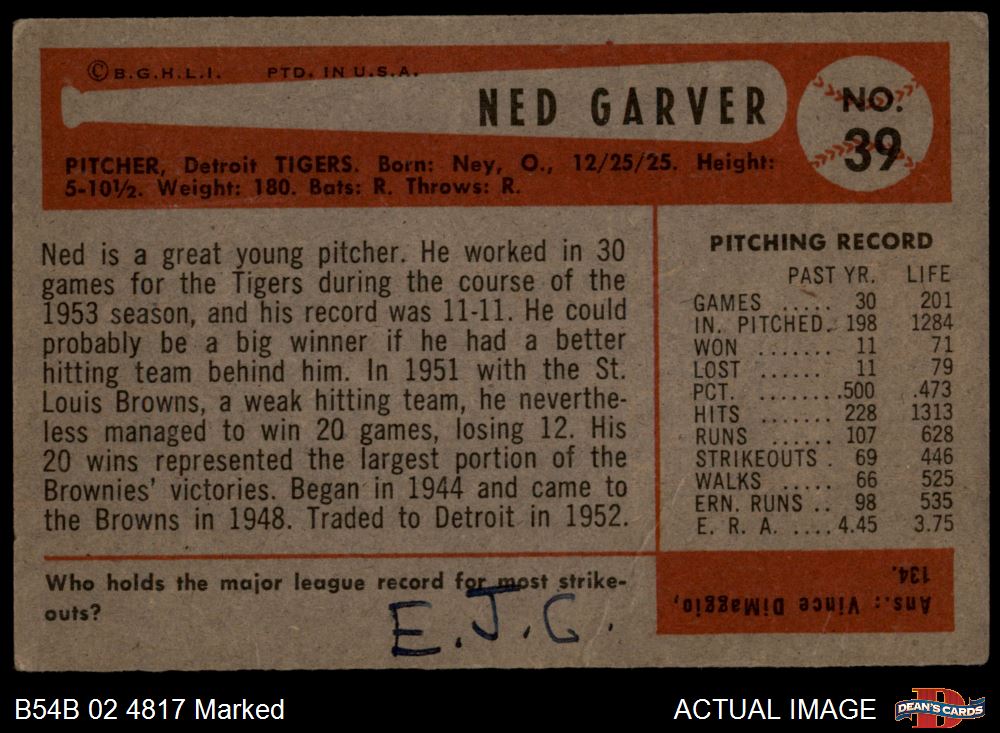 ©B.G.H.L.I. PTD. IN U.S.A.
NED GARVER
NO.
39
PITCHER, Detroit TIGERS. Born: Ney, O., 12/25/25. Height:
5-10½. Weight: 180. Bats: R. Throws: R.
Ned is a great young pitcher. He worked in 30
games for the Tigers during the course of the
1953 season, and his record was 11-11. He could
probably be a big winner if he had a better
hitting team behind him. In 1951 with the St.
Louis Browns, a weak hitting team, he neverthe-
less managed to win 20 games, losing 12. His
20 wins represented the largest portion of the
Brownies' victories. Began in 1944 and came to
the Browns in 1948. Traded to Detroit in 1952.
PITCHING RECORD
PAST YR. LIFE
GAMES ..... 30 201
IN. PITCHED. 198 1284
WON ....... 11 71
LOST ...... 11 79
PCT. ........500 .473
HITS ....... 228 1313
RUNS ...... 107 628
STRIKEOUTS . 69 446
WALKS ..... 66 525
ERN. RUNS .. 98 535
E. R. A. ....4.45 3.75
Who holds the major league record for most strike-
outs?
Ans.: Vince DiMaggio,
134.
E.J.G.
B54B 02 4817 Marked
ACTUAL IMAGE
D
DEAN'S CARDS